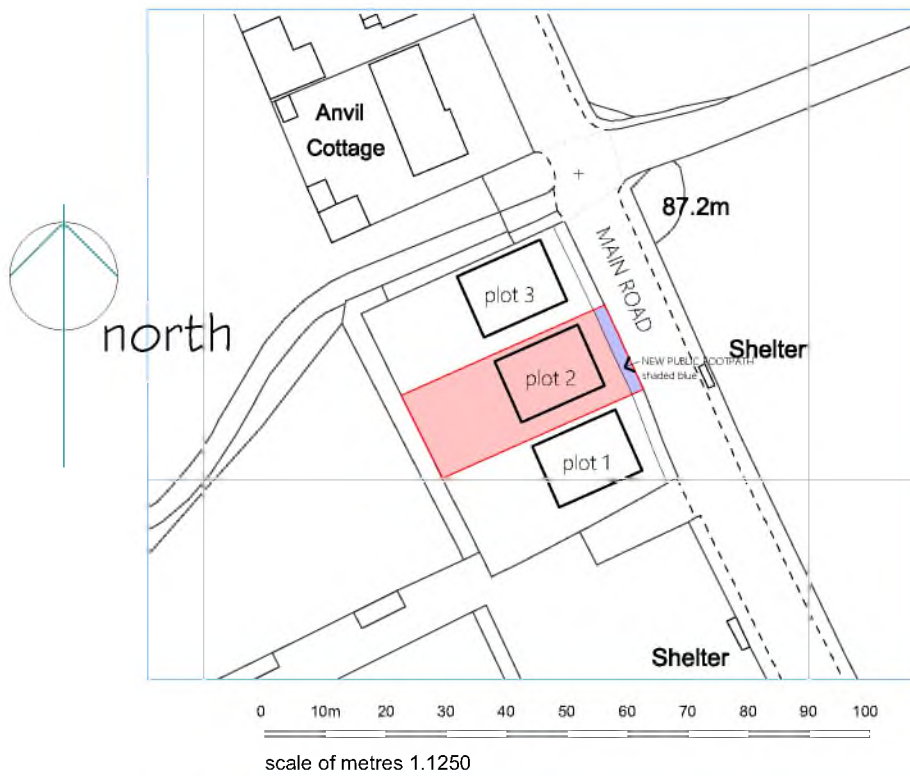 Anvil
Cottage
87.2m
MAIN ROAD
north
plot 3
Shelter
NEW PUBLIC FOOTPATH
shaded blue
plot 2
plot 1
Shelter
0 10m 20 30 40 50 60 70 80 90 100
scale of metres 1.1250